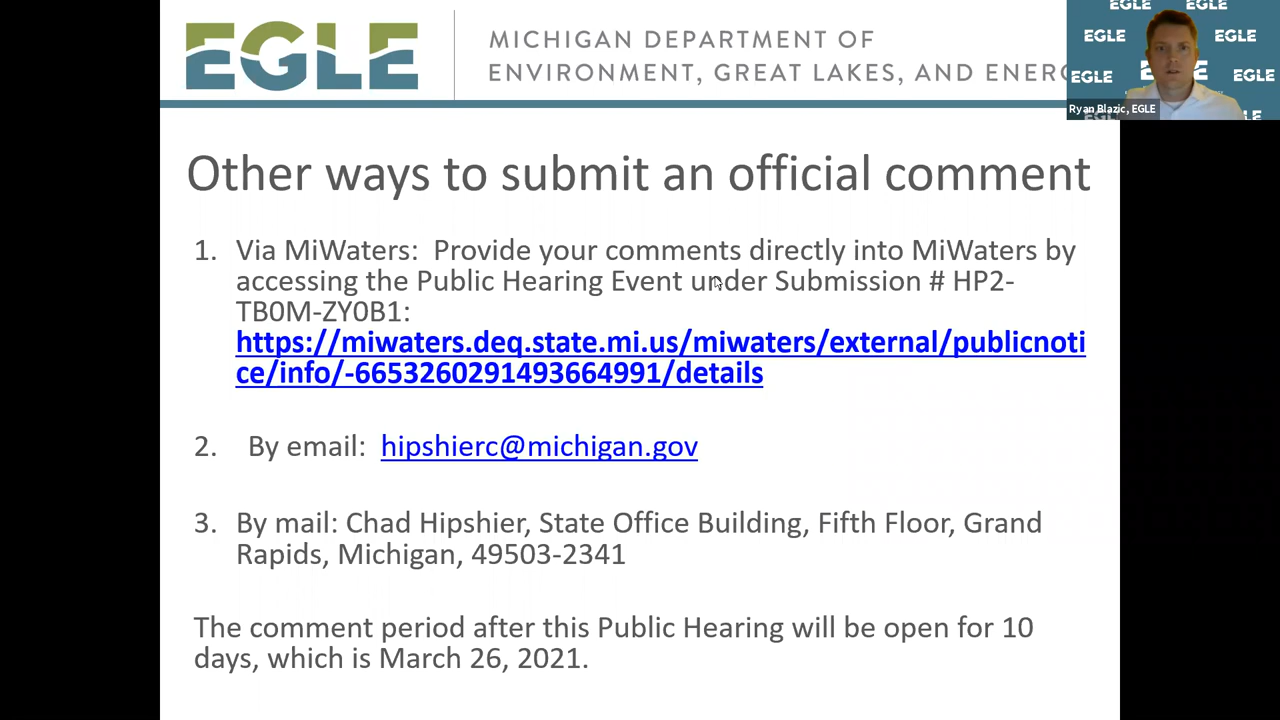 EGLE
MICHIGAN DEPARTMENT OF
ENVIRONMENT, GREAT LAKES, AND ENERG
EGLE EGLE
EGLE EGLE
EGLE EGLE
Ryan Blazic, EGLE
Other ways to submit an official comment
1. Via MiWaters: Provide your comments directly into MiWaters by
accessing the Public Hearing Event under Submission # HP2-
TB0M-ZY0B1:
https://miwaters.deq.state.mi.us/miwaters/external/publicnoti
ce/info/-6653260291493664991/details
2. By email: hipshierc@michigan.gov
3. By mail: Chad Hipshier, State Office Building, Fifth Floor, Grand
Rapids, Michigan, 49503-2341
The comment period after this Public Hearing will be open for 10
days, which is March 26, 2021.